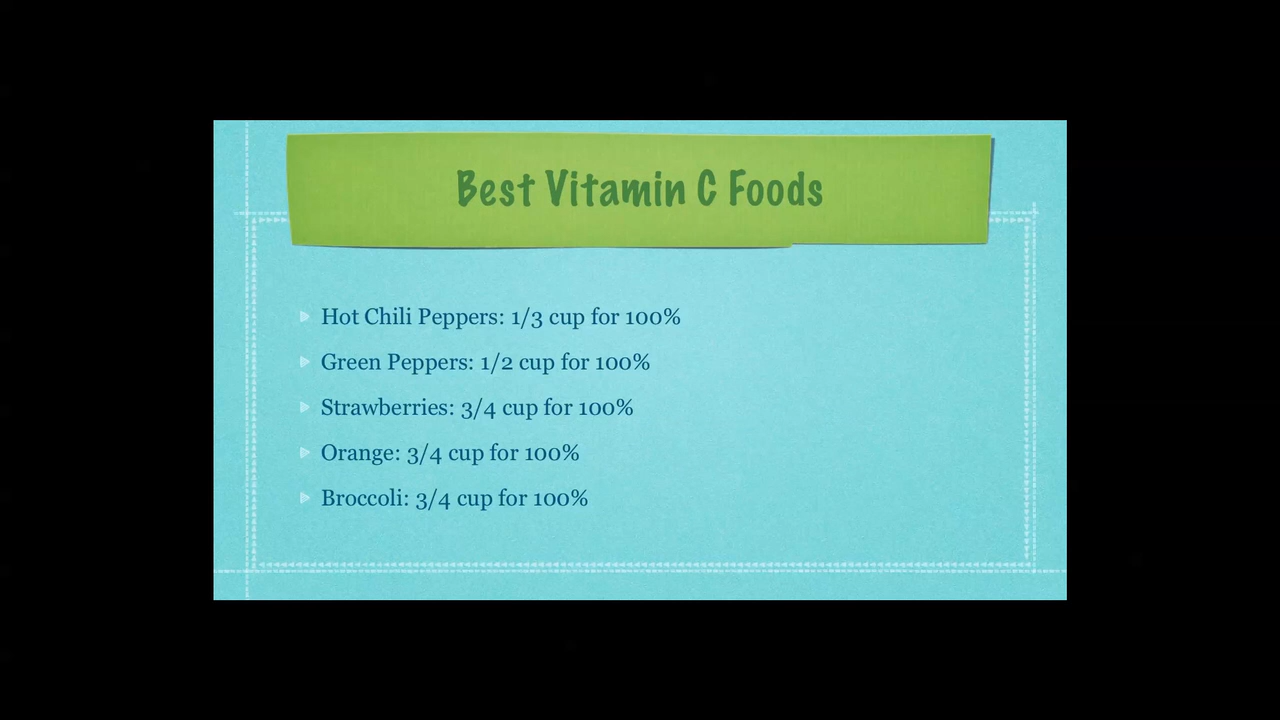 Best Vitamin C Foods
Hot Chili Peppers: 1/3 cup for 100%
Green Peppers: 1/2 cup for 100%
Strawberries: 3/4 cup for 100%
Orange: 3/4 cup for 100%
Broccoli: 3/4 cup for 100%